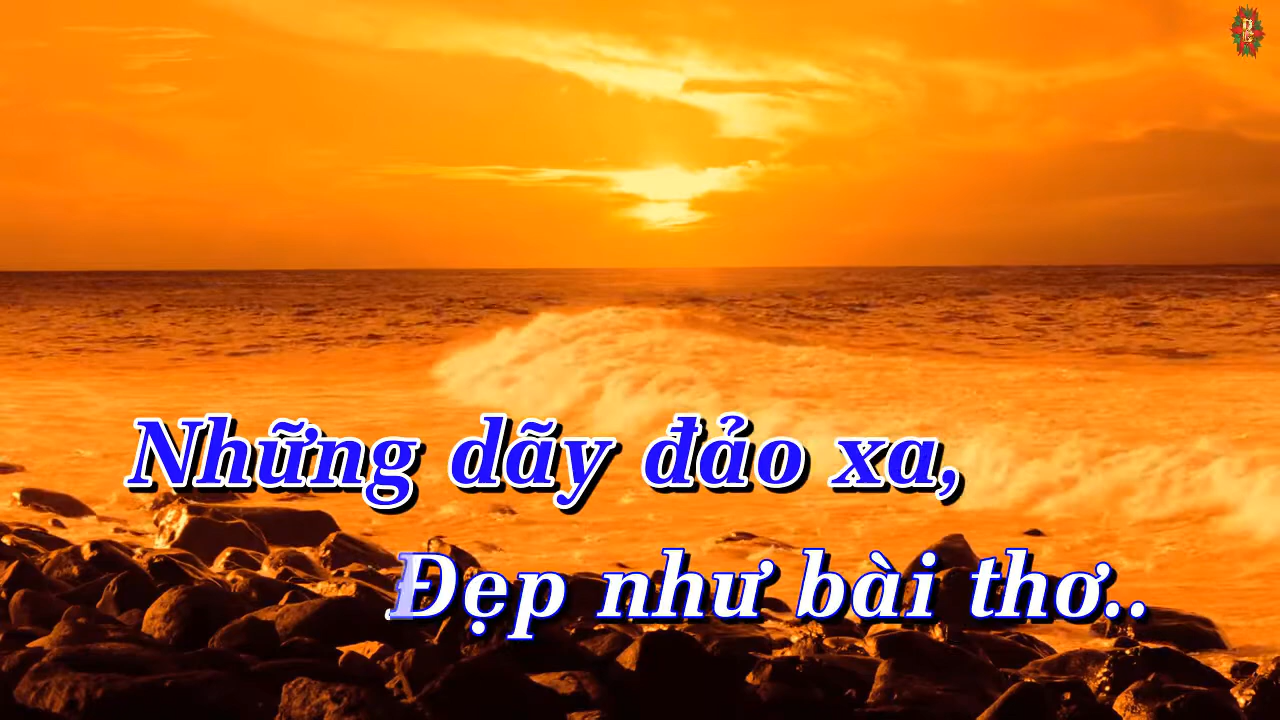 Những dãy đảo xa,
Đẹp như bài thơ..